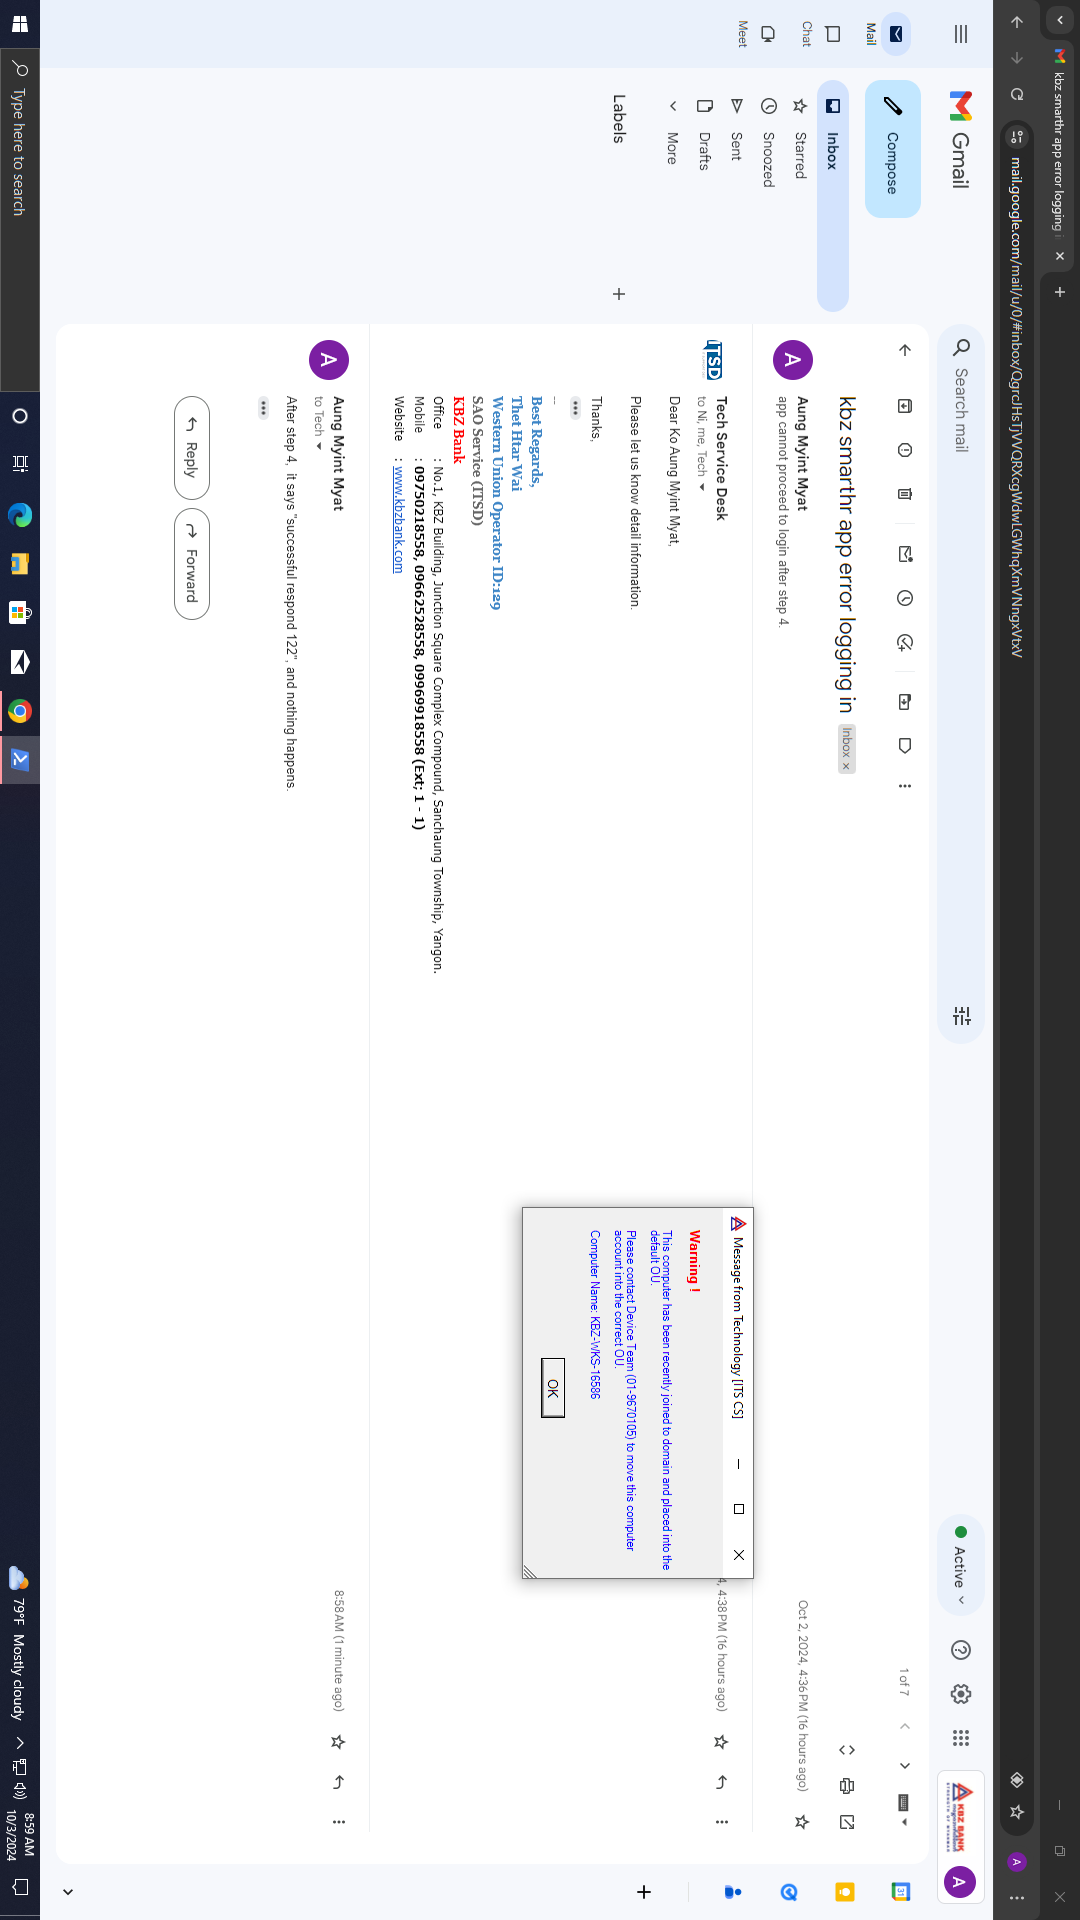 kbz smarthr app error logging i
mail.google.com/mail/u/0/#inbox/QgrcJHsTjVVQRXcgWdwLGWhqXmVNngxVtxV
A
Gmail
Search mail
Active
KBZ BANK
STRENGTH OF MYANMAR
A
Mail
Chat
Meet
Compose
Inbox
Starred
Snoozed
Sent
Drafts
More
Labels
1 of 7
kbz smarthr app error logging in
Inbox ×
A
Aung Myint Myat
Oct 2, 2024, 4:36 PM (16 hours ago)
app cannot proceed to login after step 4.
ITSD
Tech Service Desk
4, 4:38 PM (16 hours ago)
to Ni, me, Tech
Dear Ko Aung Myint Myat,
Please let us know detail information.
Thanks,
--
Best Regards,
Thet Htar Wai
Western Union Operator ID:129
SAO Service (ITSD)
KBZ Bank
Office : No.1, KBZ Building, Junction Square Complex Compound, Sanchaung Township, Yangon.
Mobile : 09750218558, 09662528558, 09969918558 (Ext; 1 - 1)
Website : www.kbzbank.com
Message from Technology [ITS CS]
Warning !
This computer has been recently joined to domain and placed into the
default OU.
Please contact Device Team (01-9670105) to move this computer
account into the correct OU.
Computer Name: KBZ-WKS-16586
OK
A
Aung Myint Myat
8:58 AM (1 minute ago)
to Tech
After step 4, it says "successful respond 122", and nothing happens.
Reply
Forward
31
Type here to search
79°F Mostly cloudy
8:59 AM
10/3/2024